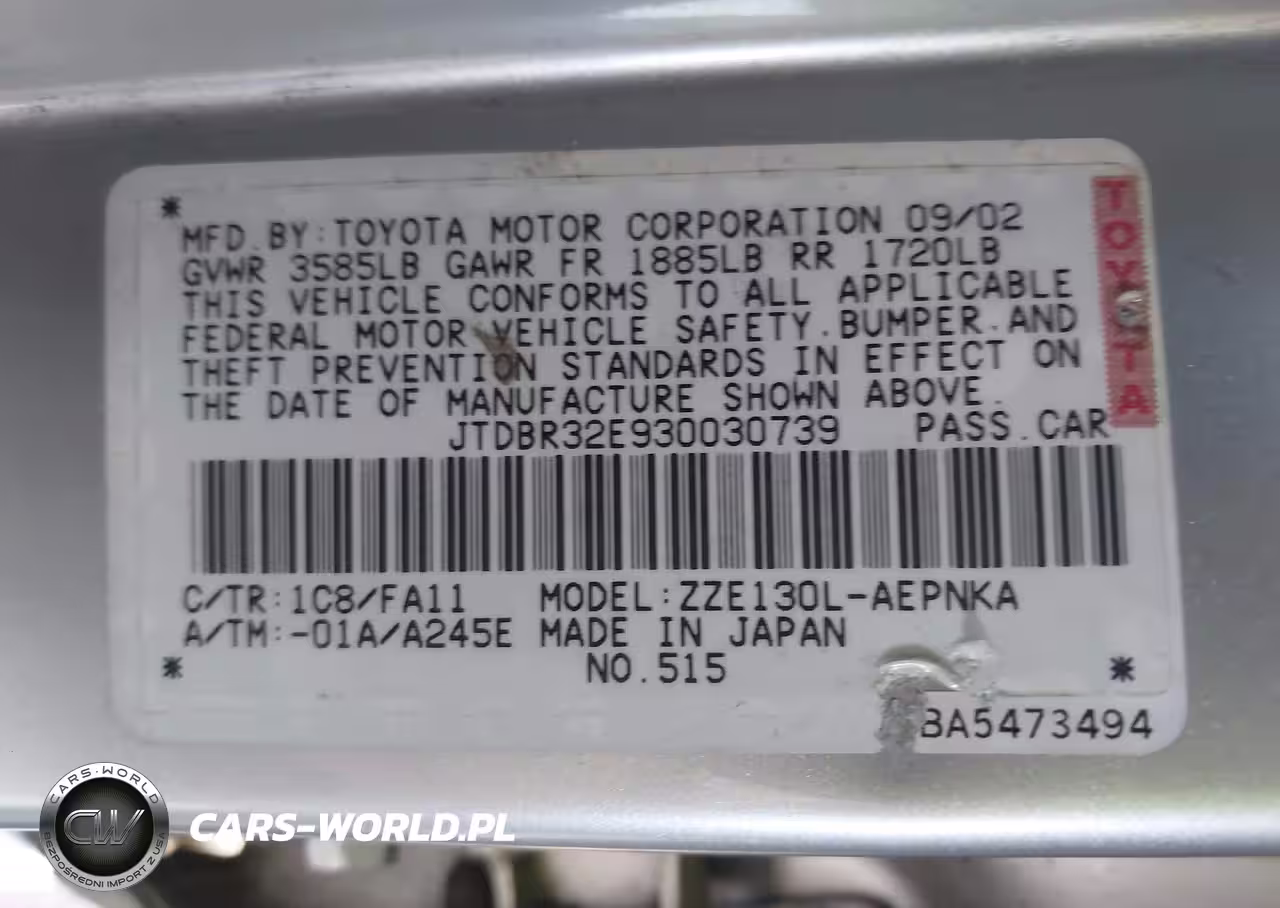 * MFD.BY:TOYOTA MOTOR CORPORATION 09/02
GVWR 3585LB GAWR FR 1885LB RR 1720LB
THIS VEHICLE CONFORMS TO ALL APPLICABLE
FEDERAL MOTOR VEHICLE SAFETY.BUMPER.AND
THEFT PREVENTION STANDARDS IN EFFECT ON
THE DATE OF MANUFACTURE SHOWN ABOVE.
JTDBR32E930030739 PASS.CAR
TOYOTA
C/TR:1C8/FA11 MODEL:ZZE130L-AEPNKA
A/TM:-01A/A245E MADE IN JAPAN
* NO.515 *
BA5473494
CARS-WORLD
CW
BEZPOŚREDNI IMPORT Z USA
CARS-WORLD.PL